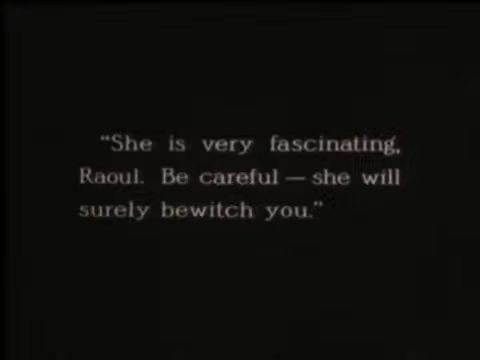 “She is very fascinating,
Raoul. Be careful — she will
surely bewitch you.”